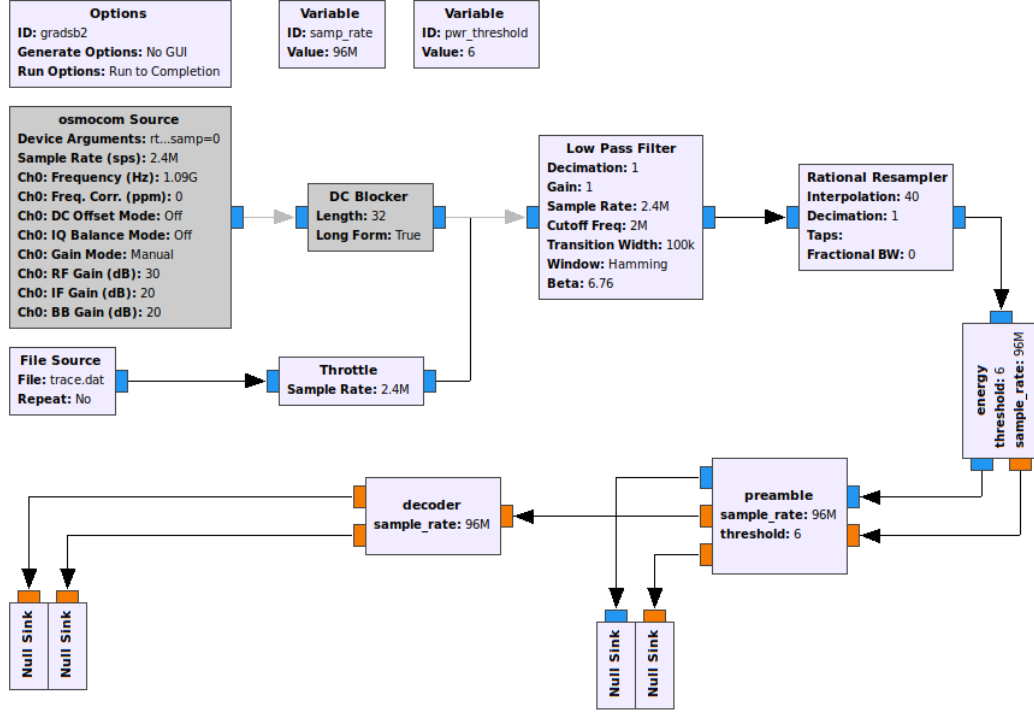 Options
ID: gradsb2
Generate Options: No GUI
Run Options: Run to Completion
Variable
ID: samp_rate
Value: 96M
Variable
ID: pwr_threshold
Value: 6
osmocom Source
Device Arguments: rt...samp=0
Sample Rate (sps): 2.4M
Ch0: Frequency (Hz): 1.09G
Ch0: Freq. Corr. (ppm): 0
Ch0: DC Offset Mode: Off
Ch0: IQ Balance Mode: Off
Ch0: Gain Mode: Manual
Ch0: RF Gain (dB): 30
Ch0: IF Gain (dB): 20
Ch0: BB Gain (dB): 20
DC Blocker
Length: 32
Long Form: True
Low Pass Filter
Decimation: 1
Gain: 1
Sample Rate: 2.4M
Cutoff Freq: 2M
Transition Width: 100k
Window: Hamming
Beta: 6.76
Rational Resampler
Interpolation: 40
Decimation: 1
Taps:
Fractional BW: 0
File Source
File: trace.dat
Repeat: No
Throttle
Sample Rate: 2.4M
energy
threshold: 6
sample_rate: 96M
preamble
sample_rate: 96M
threshold: 6
decoder
sample_rate: 96M
Null Sink
Null Sink
Null Sink
Null Sink